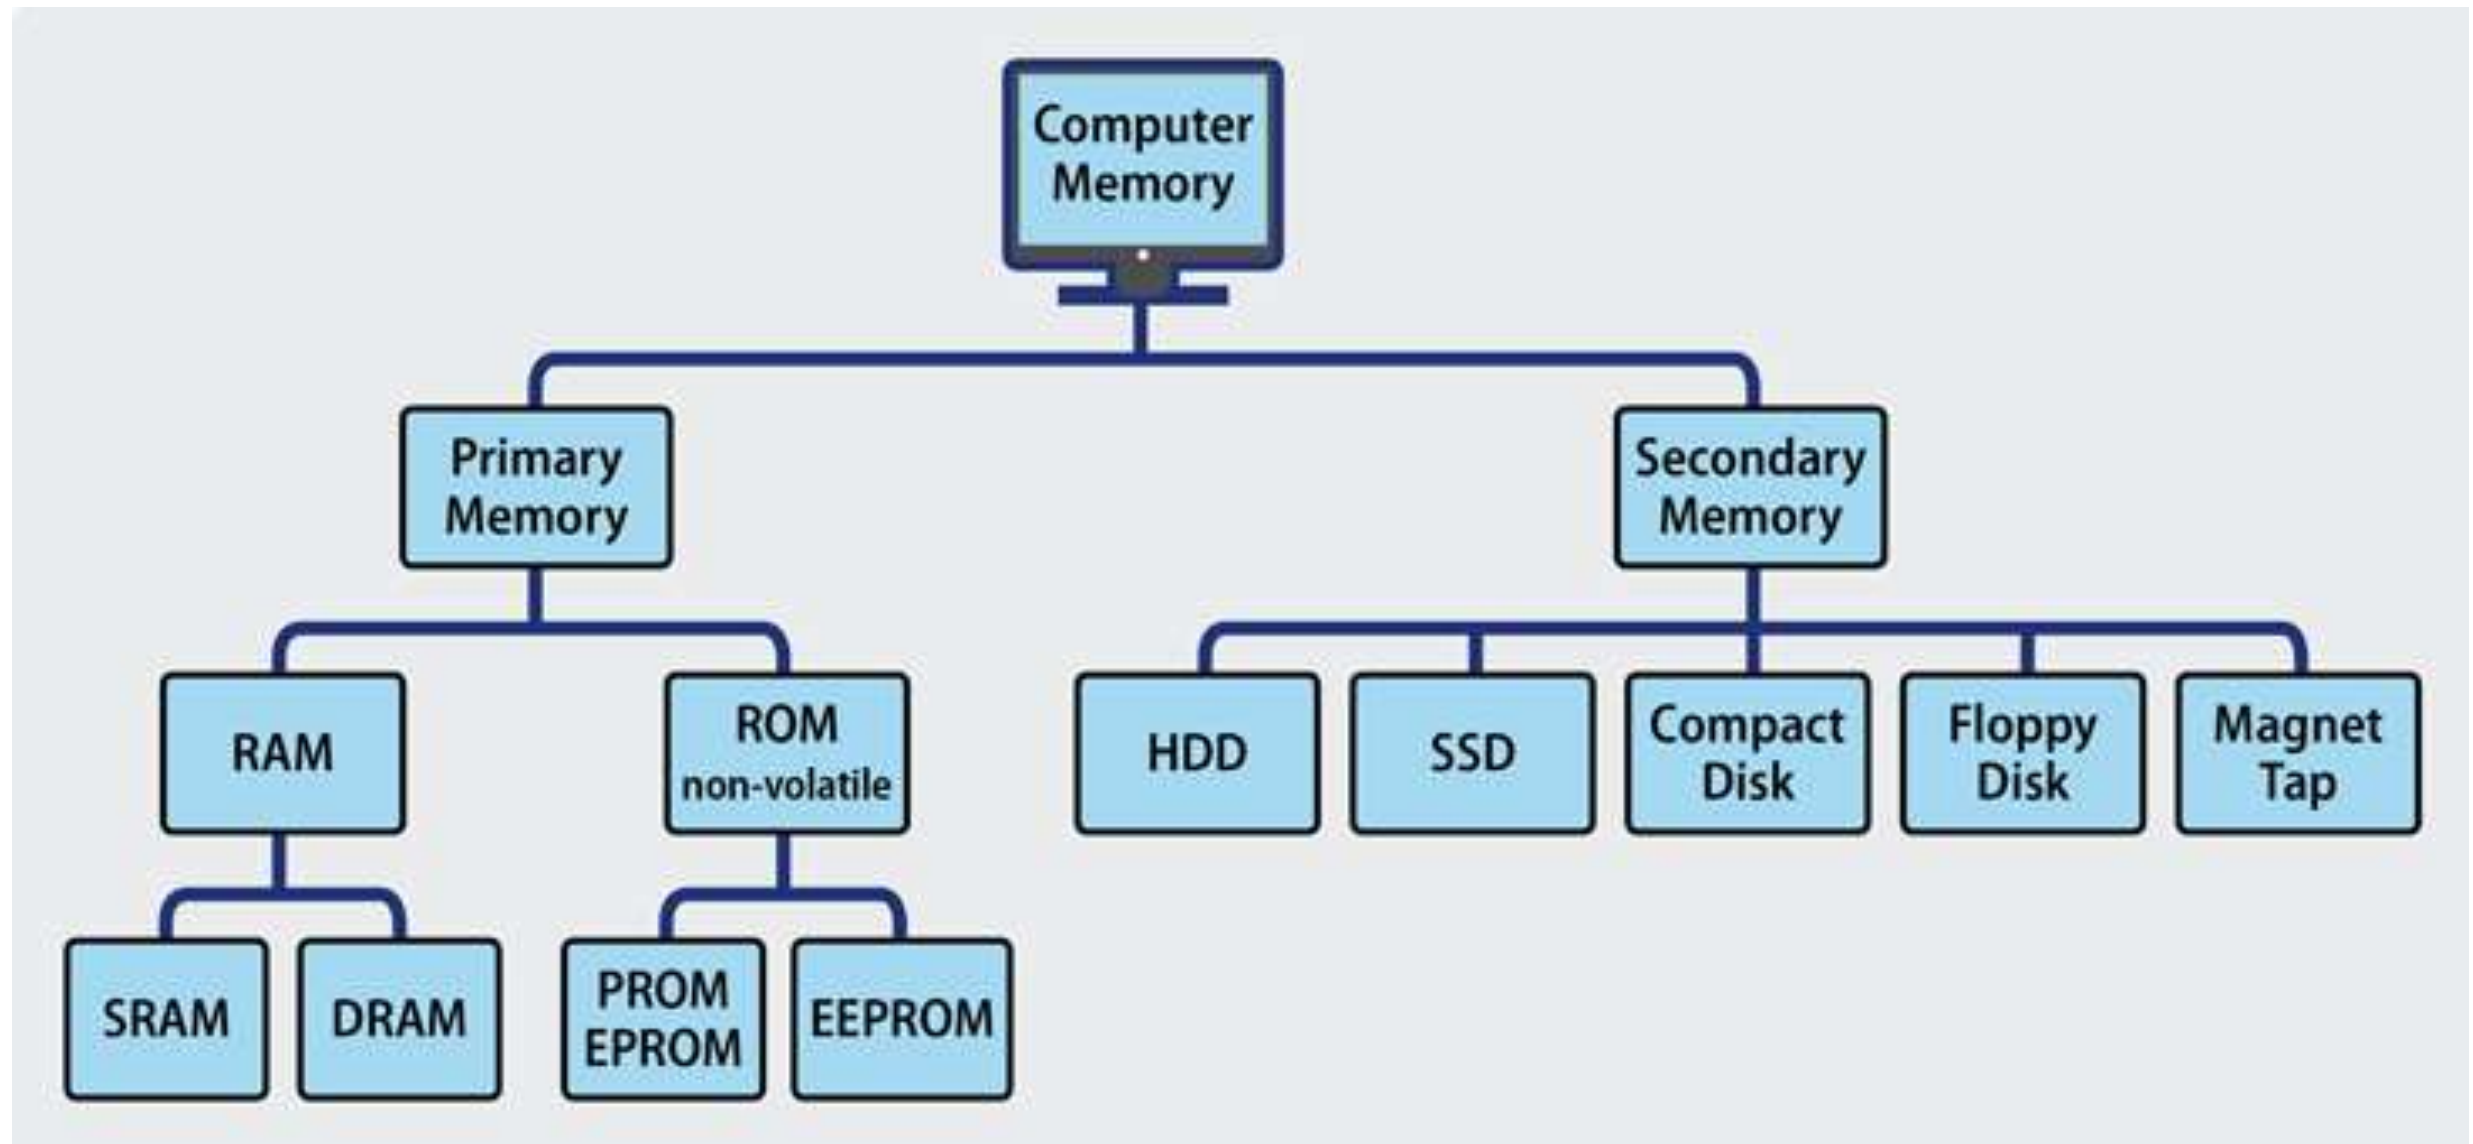 Computer
Memory
Primary
Memory
Secondary
Memory
RAM
ROM
non-volatile
HDD
SSD
Compact
Disk
Floppy
Disk
Magnet
Tap
SRAM
DRAM
PROM
EPROM
EEPROM